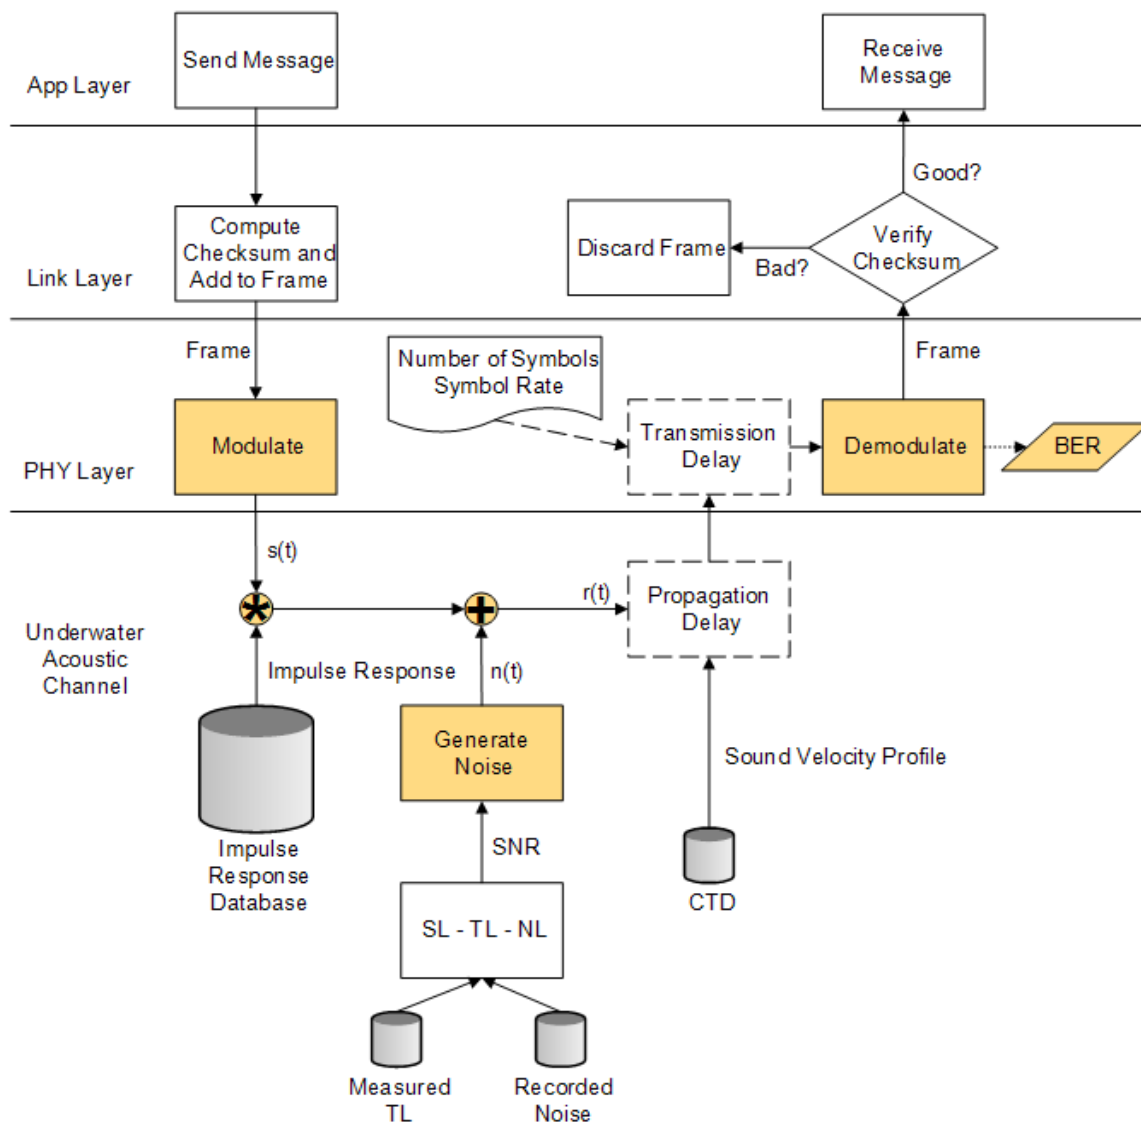 Send Message
Receive
Message
App Layer
Good?
Compute
Checksum and
Add to Frame
Discard Frame
Verify
Checksum
Bad?
Link Layer
Frame
Number of Symbols
Symbol Rate
Frame
Modulate
Transmission
Delay
Demodulate
BER
PHY Layer
s(t)
*
+
r(t)
Propagation
Delay
Underwater
Acoustic
Channel
Impulse Response
n(t)
Generate
Noise
Sound Velocity Profile
SNR
Impulse
Response
Database
CTD
SL - TL - NL
Measured
TL
Recorded
Noise